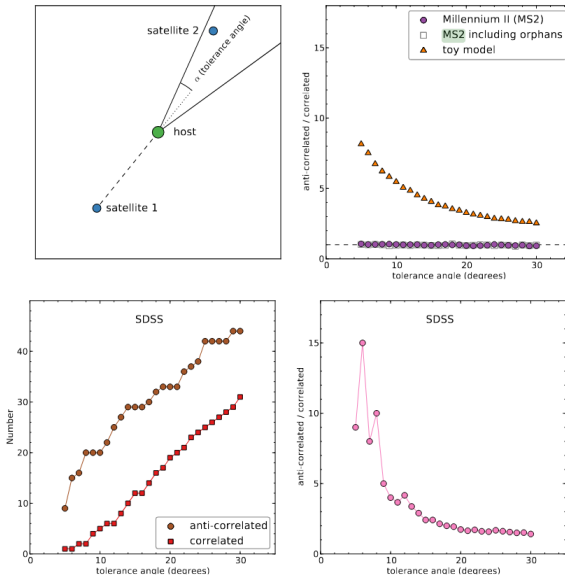 satellite 2
α (tolerance angle)
host
satellite 1
Millennium II (MS2)
MS2 including orphans
toy model
15
10
5
0
anti-correlated / correlated
0 10 20 30
tolerance angle (degrees)
SDSS
40
30
20
10
0
Number
anti-correlated
correlated
0 10 20 30
tolerance angle (degrees)
SDSS
15
10
5
0
anti-correlated / correlated
0 10 20 30
tolerance angle (degrees)